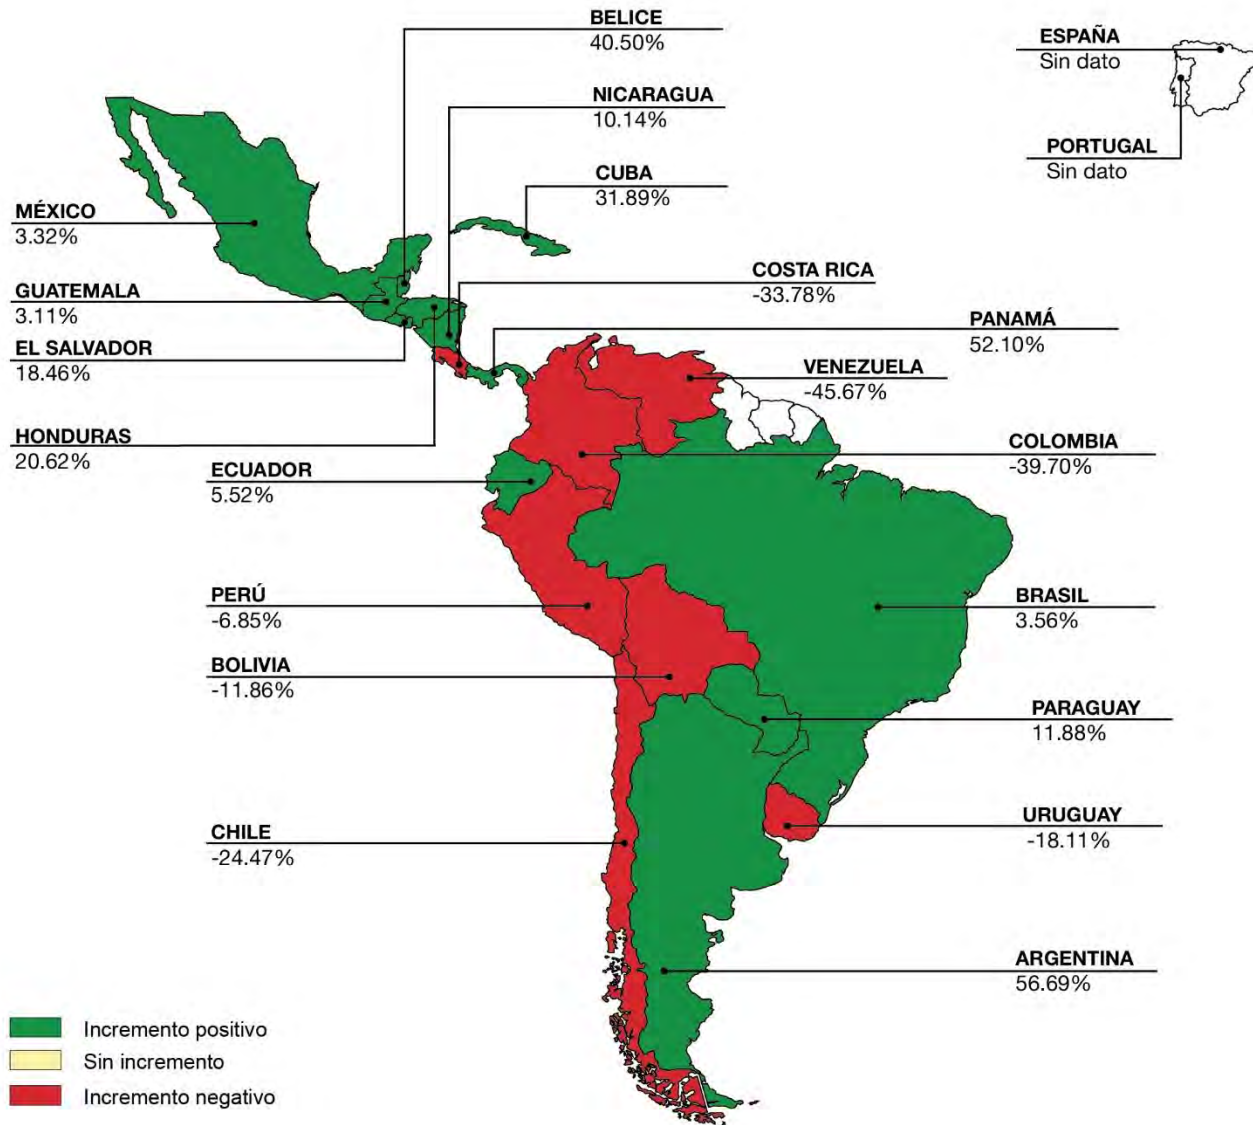 BELICE
40.50%
ESPAÑA
Sin dato
NICARAGUA
10.14%
PORTUGAL
Sin dato
CUBA
31.89%
MÉXICO
3.32%
COSTA RICA
-33.78%
GUATEMALA
3.11%
PANAMÁ
52.10%
EL SALVADOR
18.46%
VENEZUELA
-45.67%
HONDURAS
20.62%
COLOMBIA
-39.70%
ECUADOR
5.52%
PERÚ
-6.85%
BRASIL
3.56%
BOLIVIA
-11.86%
PARAGUAY
11.88%
CHILE
-24.47%
URUGUAY
-18.11%
ARGENTINA
56.69%
Incremento positivo
Sin incremento
Incremento negativo